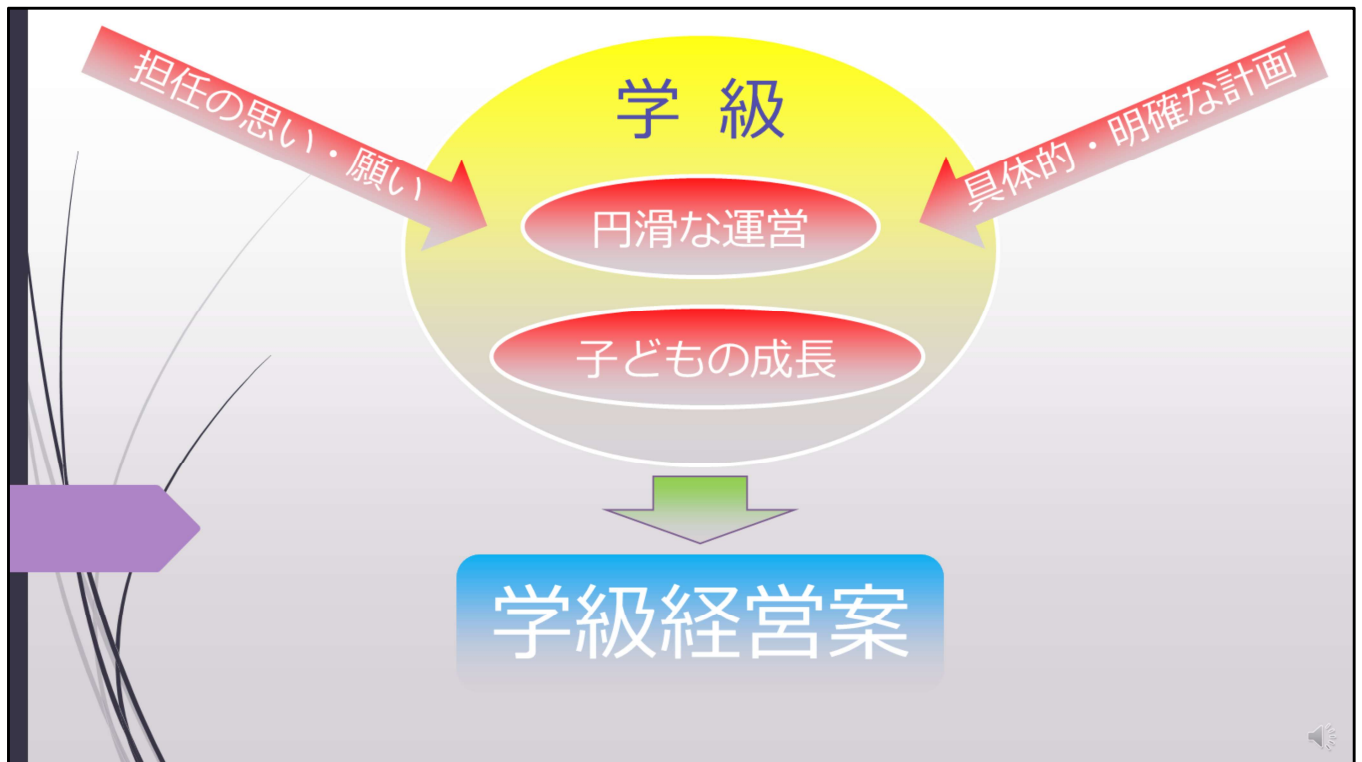 担任の思い・願い
学 級
具体的・明確な計画
円滑な運営
子どもの成長
学級経営案